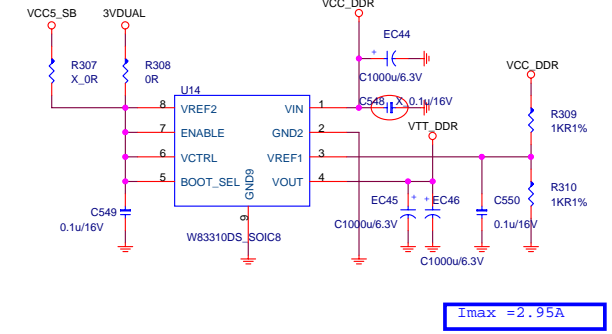 VCC5_SB
3VDUAL
VCC_DDR
R307
X_0R
R308
0R
EC44
C1000u/6.3V
C548
X_0.1u/16V
VCC_DDR
U14
8
VREF2
VIN
1
7
ENABLE
GND2
2
6
VCTRL
VREF1
3
5
BOOT_SEL
VOUT
4
GND9
9
W83310DS_SOIC8
VTT_DDR
R309
1KR1%
R310
1KR1%
C549
0.1u/16V
EC45
C1000u/6.3V
EC46
C1000u/6.3V
C550
0.1u/16V
Imax =2.95A